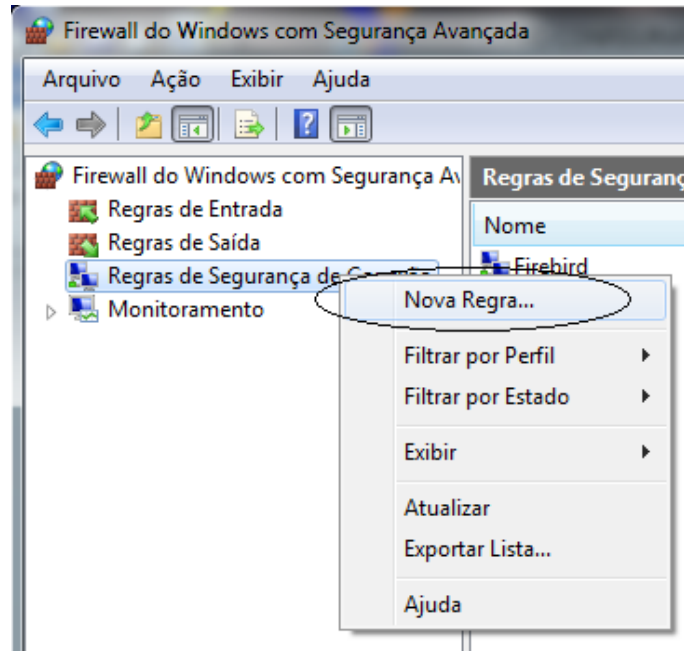 Firewall do Windows com Segurança Avançada
Arquivo Ação Exibir Ajuda
Firewall do Windows com Segurança
Regras de Entrada
Regras de Saída
Regras de Segurança de
Monitoramento
Regras de
Nome
Firebird
Nova Regra...
Filtrar por Perfil
Filtrar por Estado
Exibir
Atualizar
Exportar Lista...
Ajuda